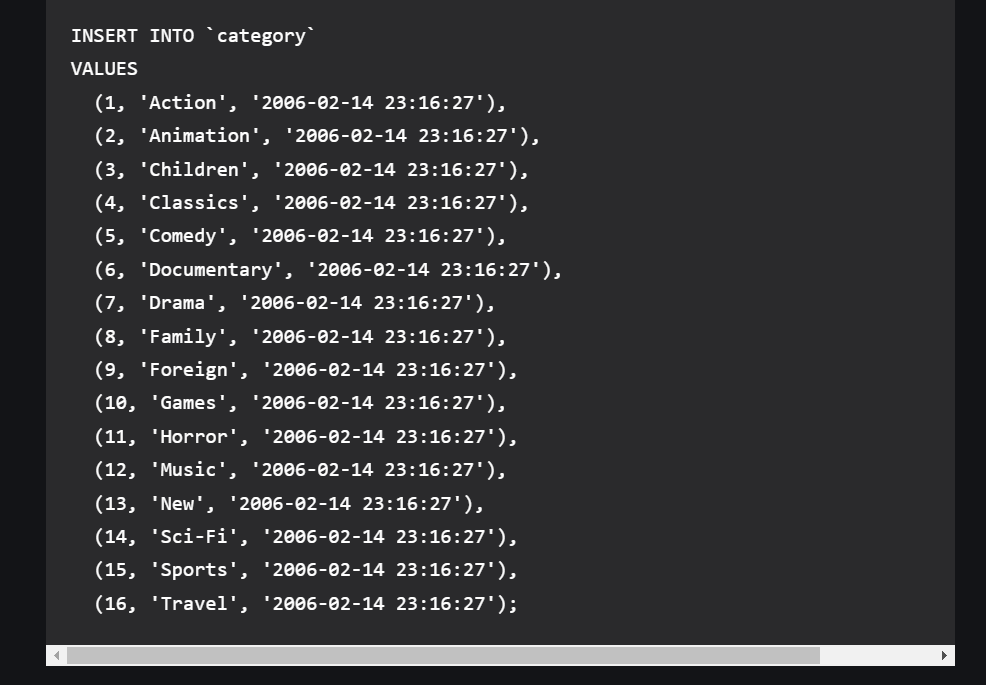 INSERT INTO `category`
VALUES
(1, 'Action', '2006-02-14 23:16:27'),
(2, 'Animation', '2006-02-14 23:16:27'),
(3, 'Children', '2006-02-14 23:16:27'),
(4, 'Classics', '2006-02-14 23:16:27'),
(5, 'Comedy', '2006-02-14 23:16:27'),
(6, 'Documentary', '2006-02-14 23:16:27'),
(7, 'Drama', '2006-02-14 23:16:27'),
(8, 'Family', '2006-02-14 23:16:27'),
(9, 'Foreign', '2006-02-14 23:16:27'),
(10, 'Games', '2006-02-14 23:16:27'),
(11, 'Horror', '2006-02-14 23:16:27'),
(12, 'Music', '2006-02-14 23:16:27'),
(13, 'New', '2006-02-14 23:16:27'),
(14, 'Sci-Fi', '2006-02-14 23:16:27'),
(15, 'Sports', '2006-02-14 23:16:27'),
(16, 'Travel', '2006-02-14 23:16:27');